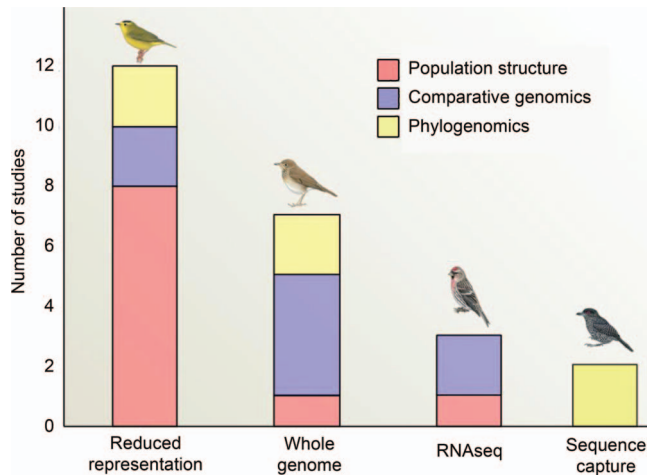 Number of studies
12
10
8
6
4
2
0
Population structure
Comparative genomics
Phylogenomics
Reduced
representation
Whole
genome
RNAseq
Sequence
capture